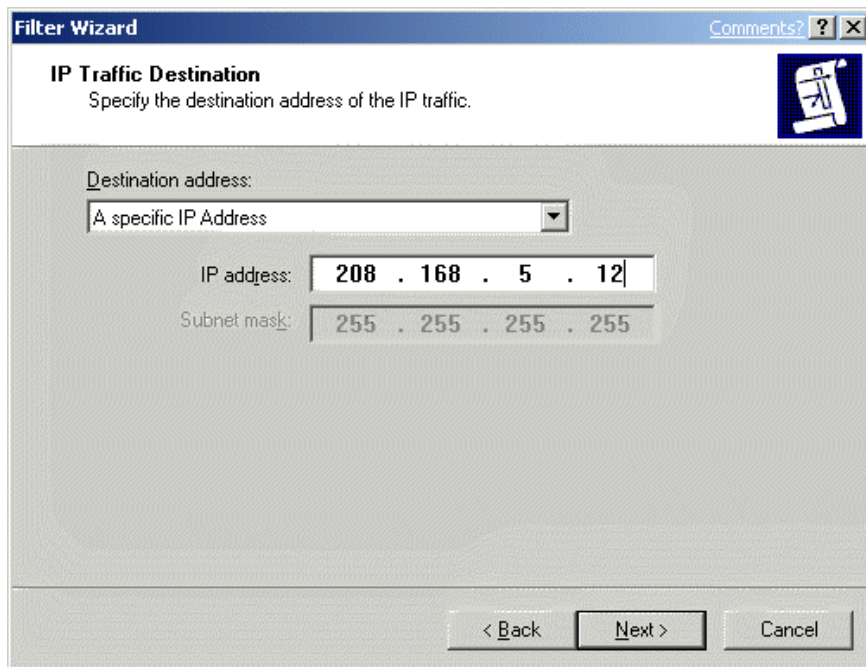 Filter Wizard Comments? ? X
IP Traffic Destination
Specify the destination address of the IP traffic.
Destination address:
A specific IP Address
IP address: 208 . 168 . 5 . 12
Subnet mask: 255 . 255 . 255 . 255
< Back Next > Cancel